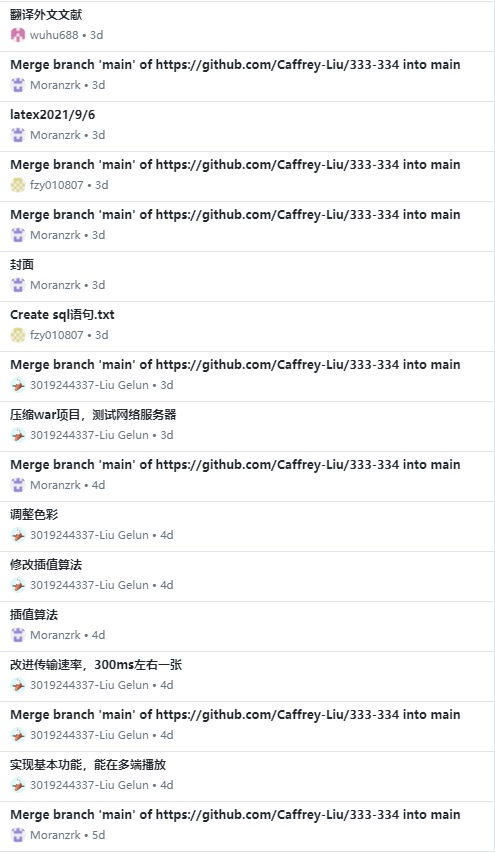 翻译外文文献
wuhu688 • 3d
Merge branch 'main' of https://github.com/Caffrey-Liu/333-334 into main
Moranzrk • 3d
latex2021/9/6
Moranzrk • 3d
Merge branch 'main' of https://github.com/Caffrey-Liu/333-334 into main
fzy010807 • 3d
Merge branch 'main' of https://github.com/Caffrey-Liu/333-334 into main
Moranzrk • 3d
封面
Moranzrk • 3d
Create sql语句.txt
fzy010807 • 3d
Merge branch 'main' of https://github.com/Caffrey-Liu/333-334 into main
3019244337-Liu Gelun • 3d
压缩war项目，测试网络服务器
3019244337-Liu Gelun • 3d
Merge branch 'main' of https://github.com/Caffrey-Liu/333-334 into main
Moranzrk • 4d
调整色彩
3019244337-Liu Gelun • 4d
修改插值算法
3019244337-Liu Gelun • 4d
插值算法
Moranzrk • 4d
改进传输速率，300ms左右一张
3019244337-Liu Gelun • 4d
Merge branch 'main' of https://github.com/Caffrey-Liu/333-334 into main
3019244337-Liu Gelun • 4d
实现基本功能，能在多端播放
3019244337-Liu Gelun • 4d
Merge branch 'main' of https://github.com/Caffrey-Liu/333-334 into main
Moranzrk • 5d